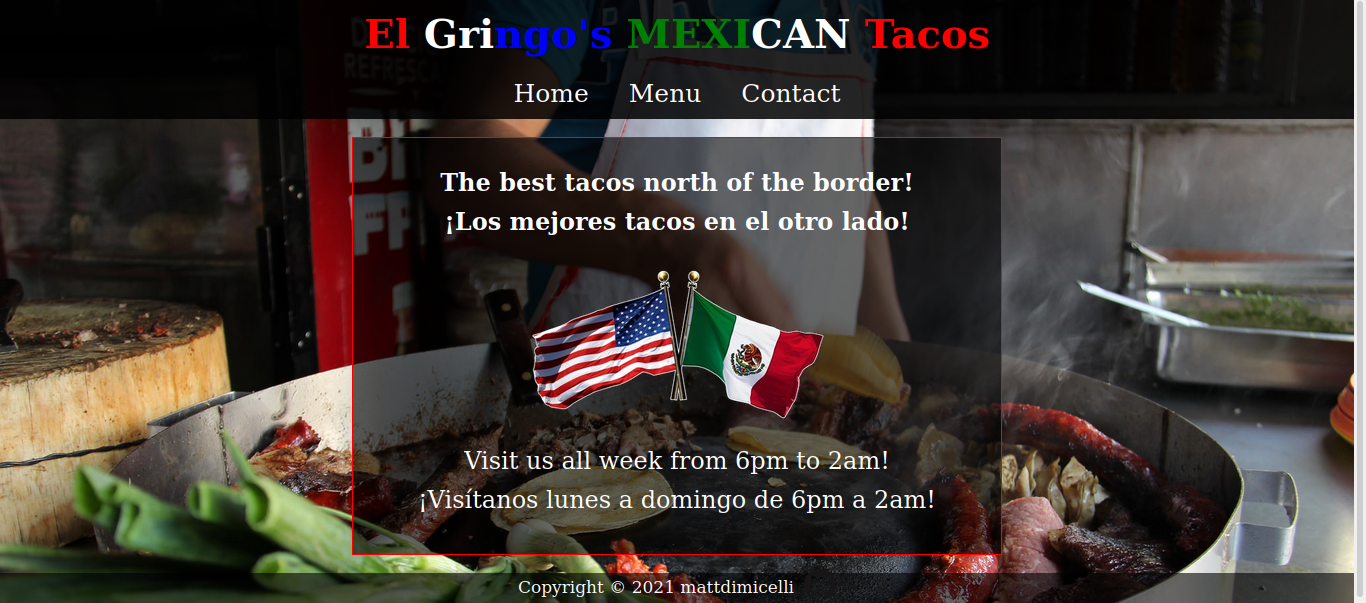 El Gringo's MEXICAN Tacos
Home Menu Contact
The best tacos north of the border!
¡Los mejores tacos en el otro lado!
Visit us all week from 6pm to 2am!
¡Visítanos lunes a domingo de 6pm a 2am!
Copyright © 2021 mattdimicelli